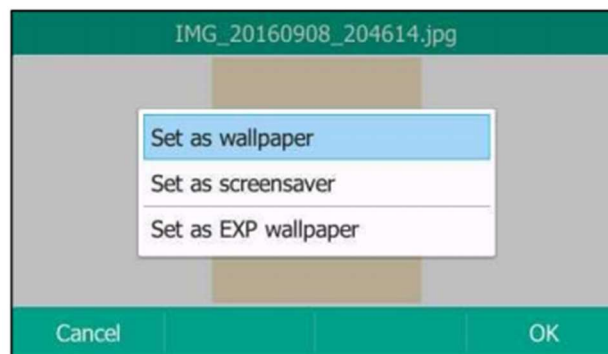 IMG_20160908_204614.jpg
Set as wallpaper
Set as screensaver
Set as EXP wallpaper
Cancel OK